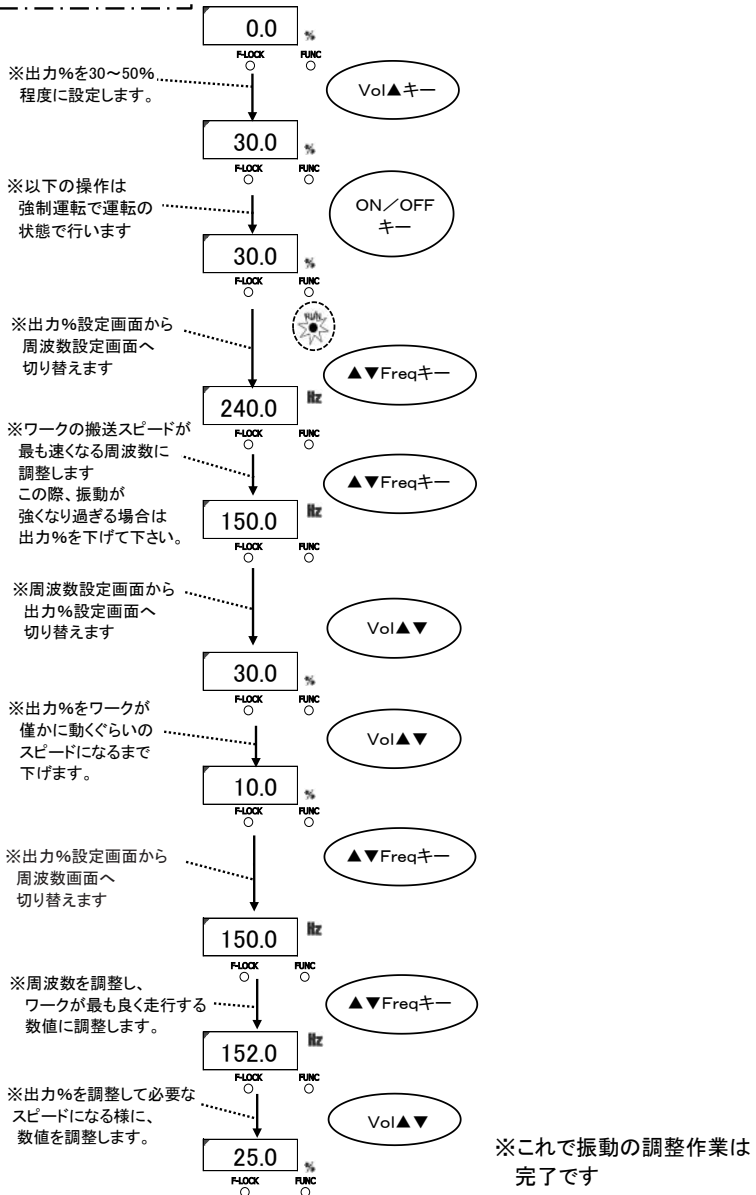 0.0 %
F-LOCK FUNC
※出力%を30～50%
程度に設定します。
Vol▲キー
30.0 %
F-LOCK FUNC
※以下の操作は
強制運転で運転の
状態で行います
ON／OFF
キー
30.0 %
F-LOCK FUNC
RUN
※出力%設定画面から
周波数設定画面へ
切り替えます
▲▼Freqキー
240.0 Hz
F-LOCK FUNC
※ワークの搬送スピードが
最も速くなる周波数に
調整します
この際、振動が
強くなり過ぎる場合は
出力%を下げて下さい。
▲▼Freqキー
150.0 Hz
F-LOCK FUNC
※周波数設定画面から
出力%設定画面へ
切り替えます
Vol▲▼
30.0 %
F-LOCK FUNC
※出力%をワークが
僅かに動くぐらいの
スピードになるまで
下げます。
Vol▲▼
10.0 %
F-LOCK FUNC
※出力%設定画面から
周波数画面へ
切り替えます
▲▼Freqキー
150.0 Hz
F-LOCK FUNC
※周波数を調整し、
ワークが最も良く走行する
数値に調整します。
▲▼Freqキー
152.0 Hz
F-LOCK FUNC
※出力%を調整して必要な
スピードになる様に、
数値を調整します。
Vol▲▼
25.0 %
F-LOCK FUNC
※これで振動の調整作業は
完了です